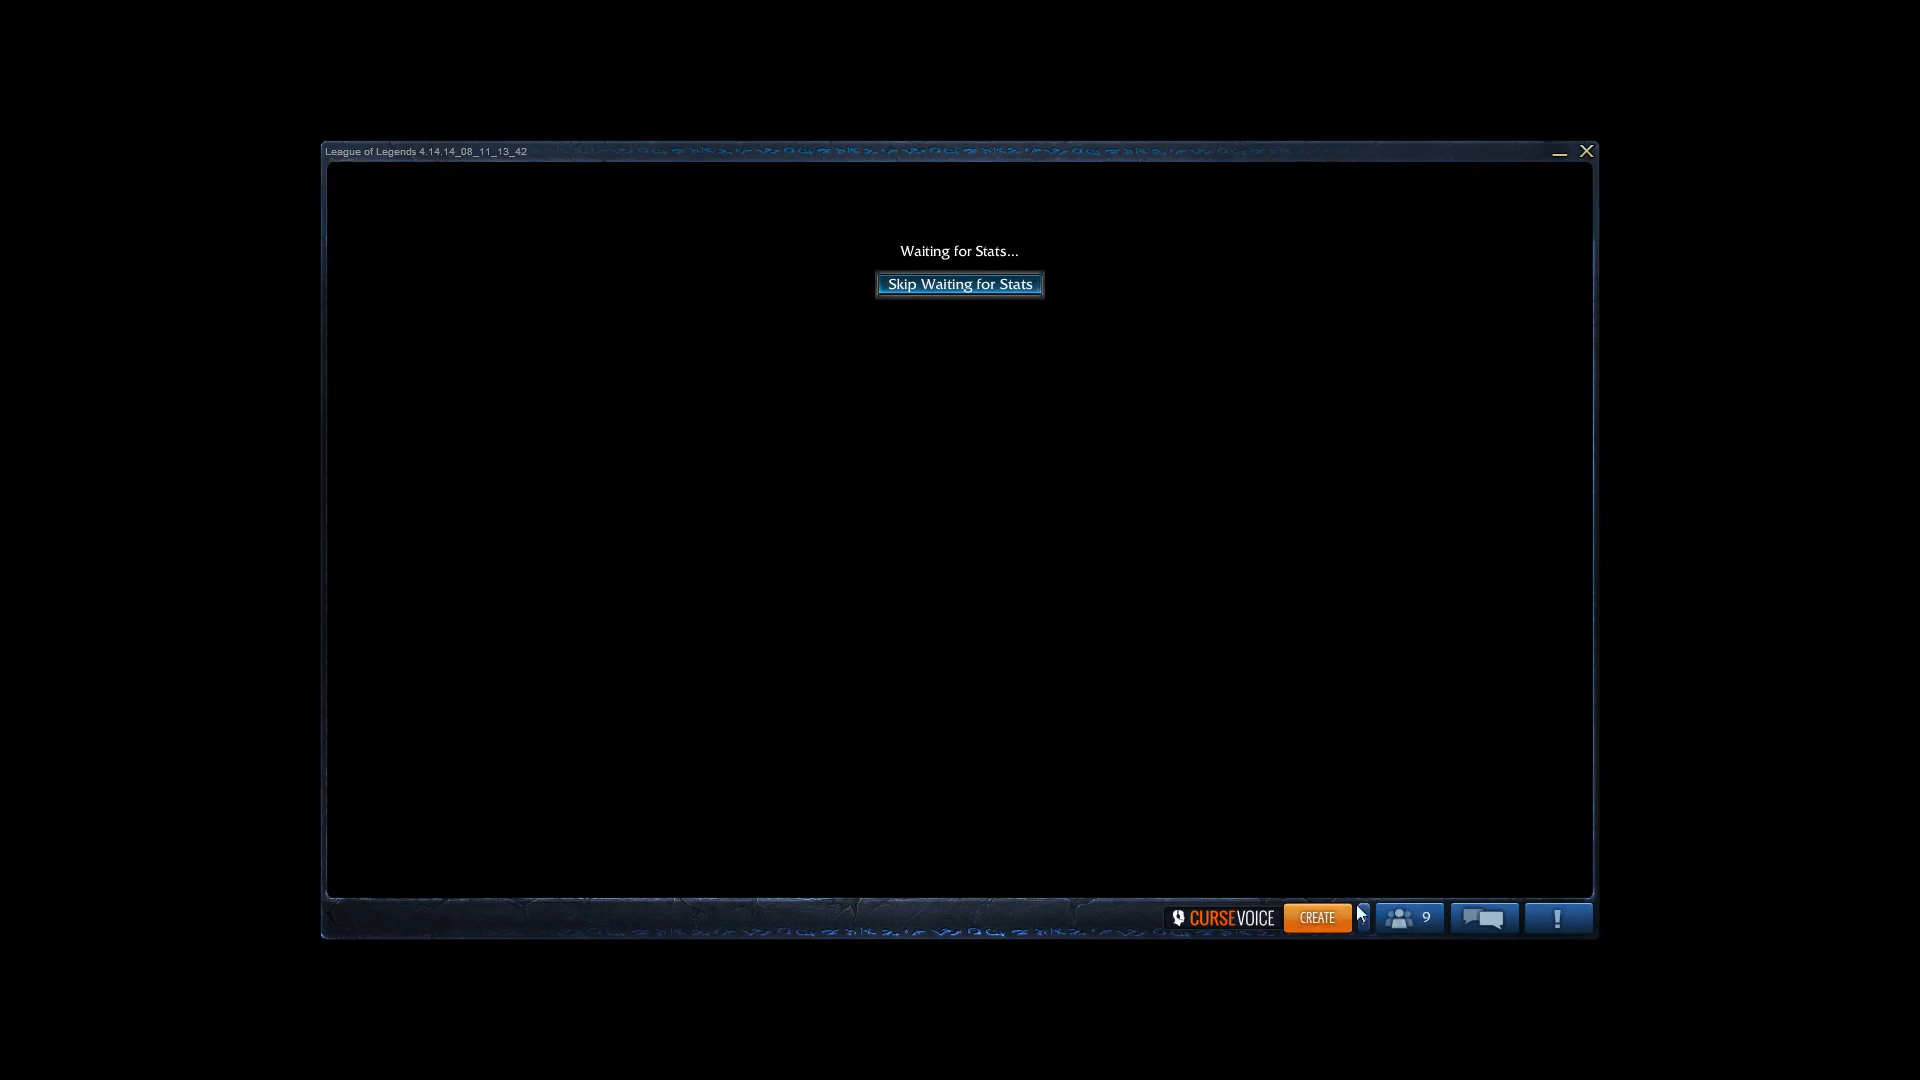 League of Legends 4.14.14_08_11_13_42
Waiting for Stats...
Skip Waiting for Stats
CURSEVOICE CREATE 9 !